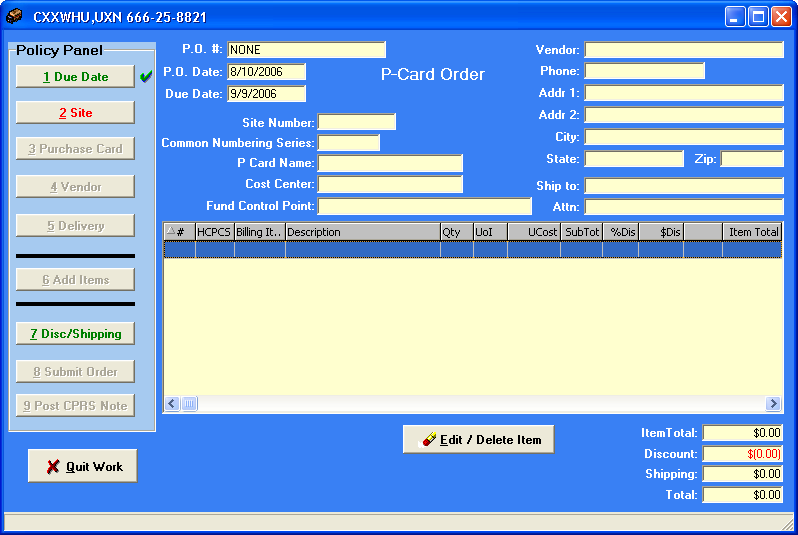 CXXWHU,UXN 666-25-8821
Policy Panel
1 Due Date
2 Site
3 Purchase Card
4 Vendor
5 Delivery
6 Add Items
7 Disc/Shipping
8 Submit Order
9 Post CPRS Note
Quit Work
P.O. #: NONE
P.O. Date: 8/10/2006
Due Date: 9/9/2006
P-Card Order
Site Number:
Common Numbering Series:
P Card Name:
Cost Center:
Fund Control Point:
Vendor:
Phone:
Addr 1:
Addr 2:
City:
State: Zip:
Ship to:
Attn:
# HCPCS Billing It.. Description Qty UoI UCost SubTot %Dis $Dis Item Total
Edit / Delete Item
ItemTotal: $0.00
Discount: $(0.00)
Shipping: $0.00
Total: $0.00